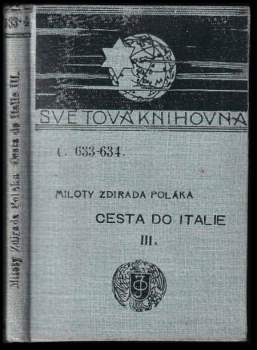 SVĚTOVÁ KNIHOVNA
Č. 633-634.
MILOTY ZDIRADA POLÁKA
CESTA DO ITALIE
III.
Miloty Zdirada Poláka Cesta do Italie III.